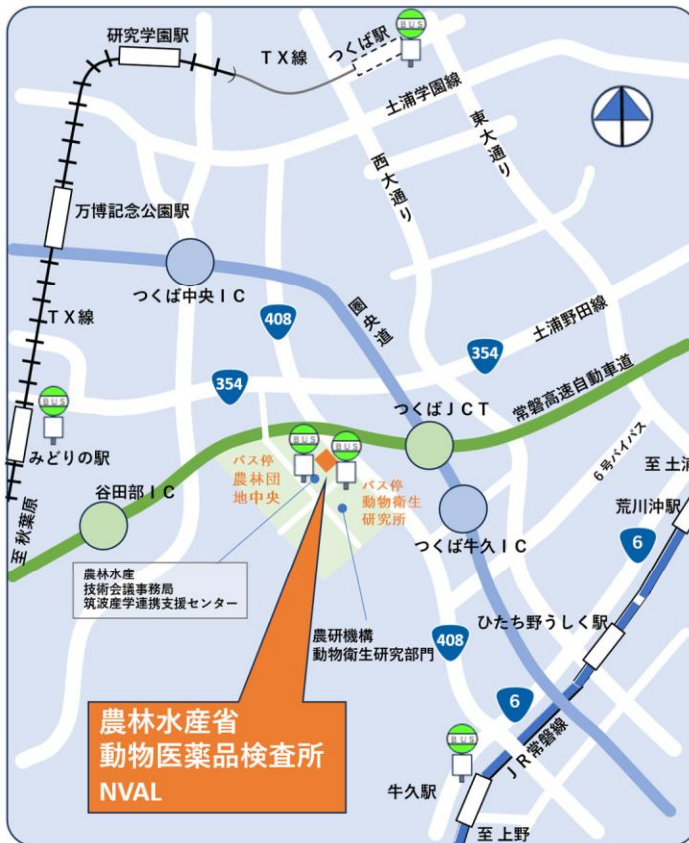 BUS
研究学園駅
TX線
つくば駅
土浦学園線
東大通り
西大通り
万博記念公園駅
つくば中央IC
408
圏央道
土浦野田線
TX線
354
354
常磐高速自動車道
つくばJCT
BUS
みどりの駅
BUS
BUS
バス停
農林団
地中央
バス停
動物衛生
研究所
6号バイパス
至 土浦
荒川沖駅
谷田部IC
至 秋葉原
つくば牛久IC
6
農林水産
技術会議事務局
筑波産学連携支援センター
農研機構
動物衛生研究部門
408
ひたち野うしく駅
6
農林水産省
動物医薬品検査所
NVAL
BUS
JR常磐線
牛久駅
至 上野